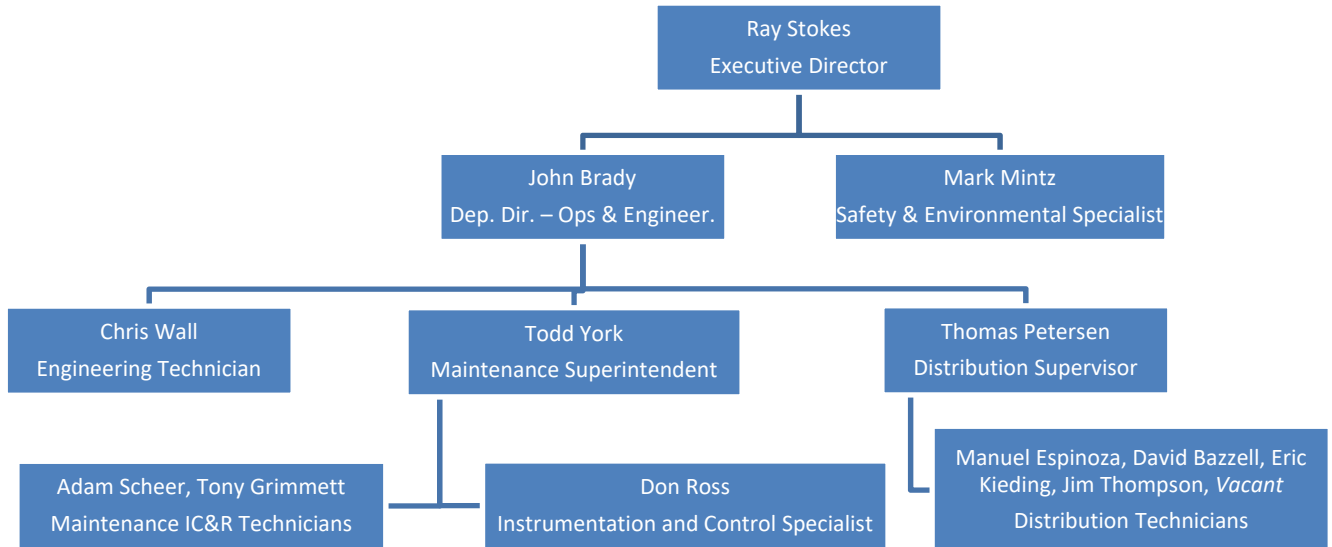 Ray Stokes
Executive Director
John Brady
Dep. Dir. – Ops & Engineer.
Mark Mintz
Safety & Environmental Specialist
Chris Wall
Engineering Technician
Todd York
Maintenance Superintendent
Thomas Petersen
Distribution Supervisor
Adam Scheer, Tony Grimmett
Maintenance IC&R Technicians
Don Ross
Instrumentation and Control Specialist
Manuel Espinoza, David Bazzell, Eric
Kieding, Jim Thompson, Vacant
Distribution Technicians